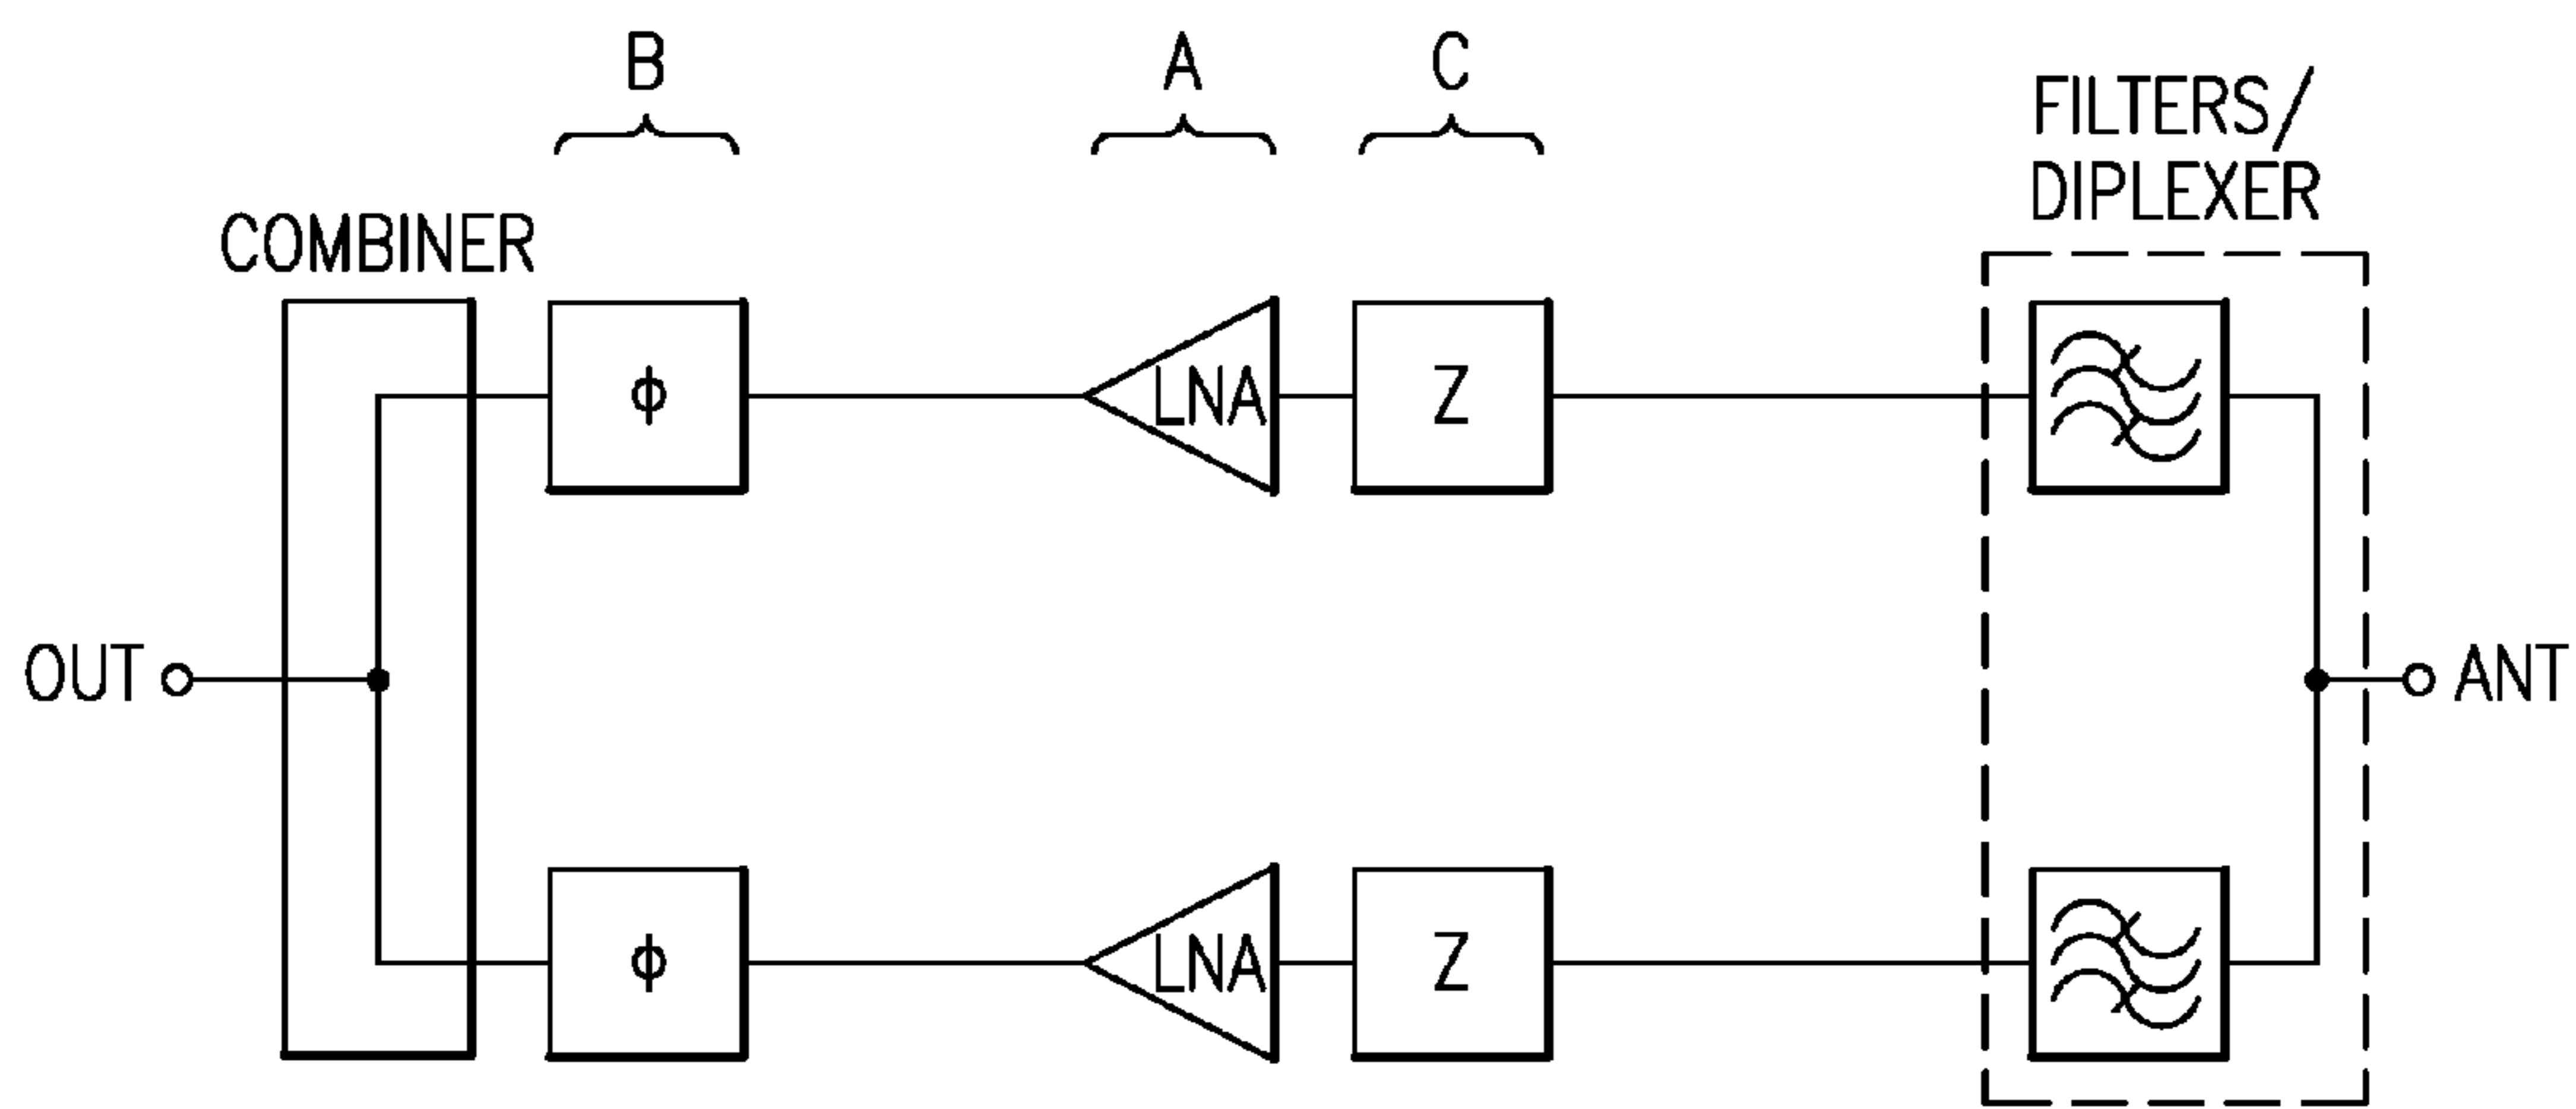 B
A
C
FILTERS/
DIPLEXER
COMBINER
ϕ
LNA
Z
OUT
ANT
ϕ
LNA
Z